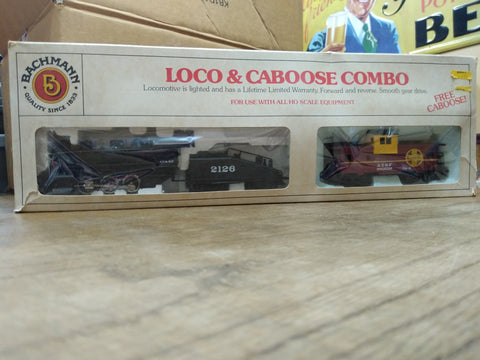 BACHMANN
QUALITY SINCE 1833
LOCO & CABOOSE COMBO
Locomotive is lighted and has a Lifetime Limited Warranty. Forward and reverse. Smooth gear drive.
FOR USE WITH ALL HO SCALE EQUIPMENT
FREE
CABOOSE!
2126
BE